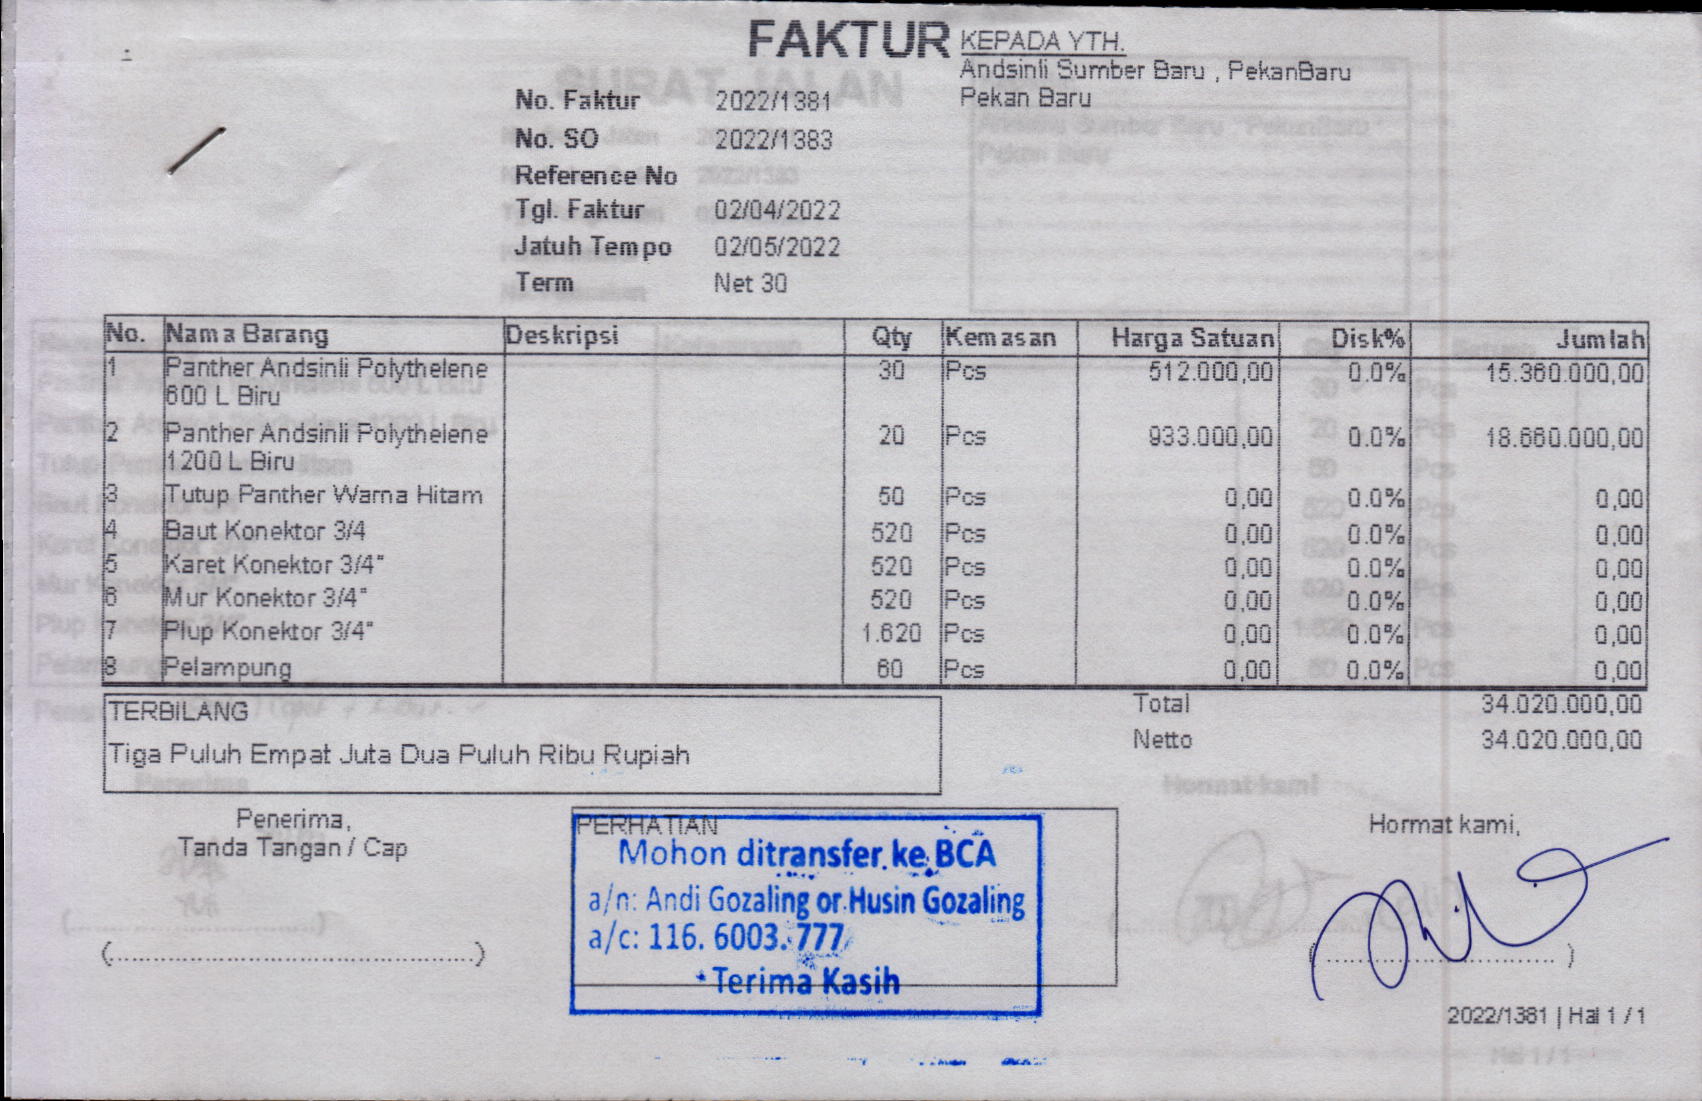 FAKTUR
KEPADA YTH.
Andsinli Sumber Baru , PekanBaru
Pekan Baru
No. Faktur 2022/1381
No. SO 2022/1383
Reference No
Tgl. Faktur 02/04/2022
Jatuh Tempo 02/05/2022
Term Net 30
No. Nama Barang Deskripsi Qty Kemasan Harga Satuan Disk% Jumlah
1 Panther Andsinli Polythelene 30 Pcs 512.000,00 0.0% 15.360.000,00
600 L Biru
2 Panther Andsinli Polythelene 20 Pcs 933.000,00 0.0% 18.660.000,00
1200 L Biru
3 Tutup Panther Warna Hitam 50 Pcs 0,00 0.0% 0,00
4 Baut Konektor 3/4 520 Pcs 0,00 0.0% 0,00
5 Karet Konektor 3/4" 520 Pcs 0,00 0.0% 0,00
6 Mur Konektor 3/4" 520 Pcs 0,00 0.0% 0,00
7 Plup Konektor 3/4" 1.620 Pcs 0,00 0.0% 0,00
8 Pelampung 60 Pcs 0,00 0.0% 0,00
TERBILANG
Tiga Puluh Empat Juta Dua Puluh Ribu Rupiah
Total 34.020.000,00
Netto 34.020.000,00
Penerima,
Tanda Tangan / Cap
PERHATIAN
Mohon ditransfer ke BCA
a/n: Andi Gozaling or Husin Gozaling
a/c: 116. 6003. 777
Terima Kasih
Hormat kami,
2022/1381 | Hal 1 / 1